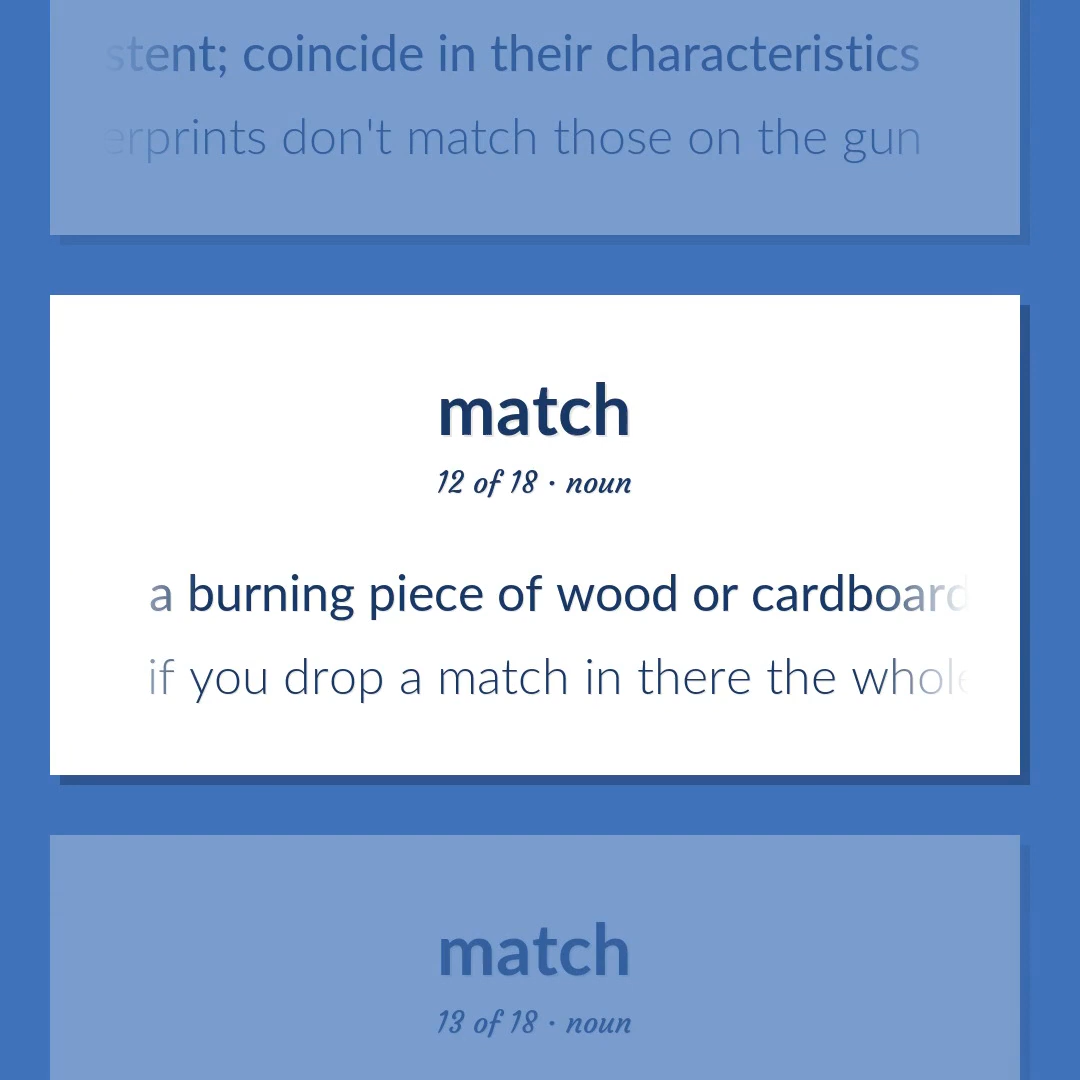 stent; coincide in their characteristics
erprints don't match those on the gun
match
12 of 18 · noun
a burning piece of wood or cardboard
if you drop a match in there the whole
match
13 of 18 · noun